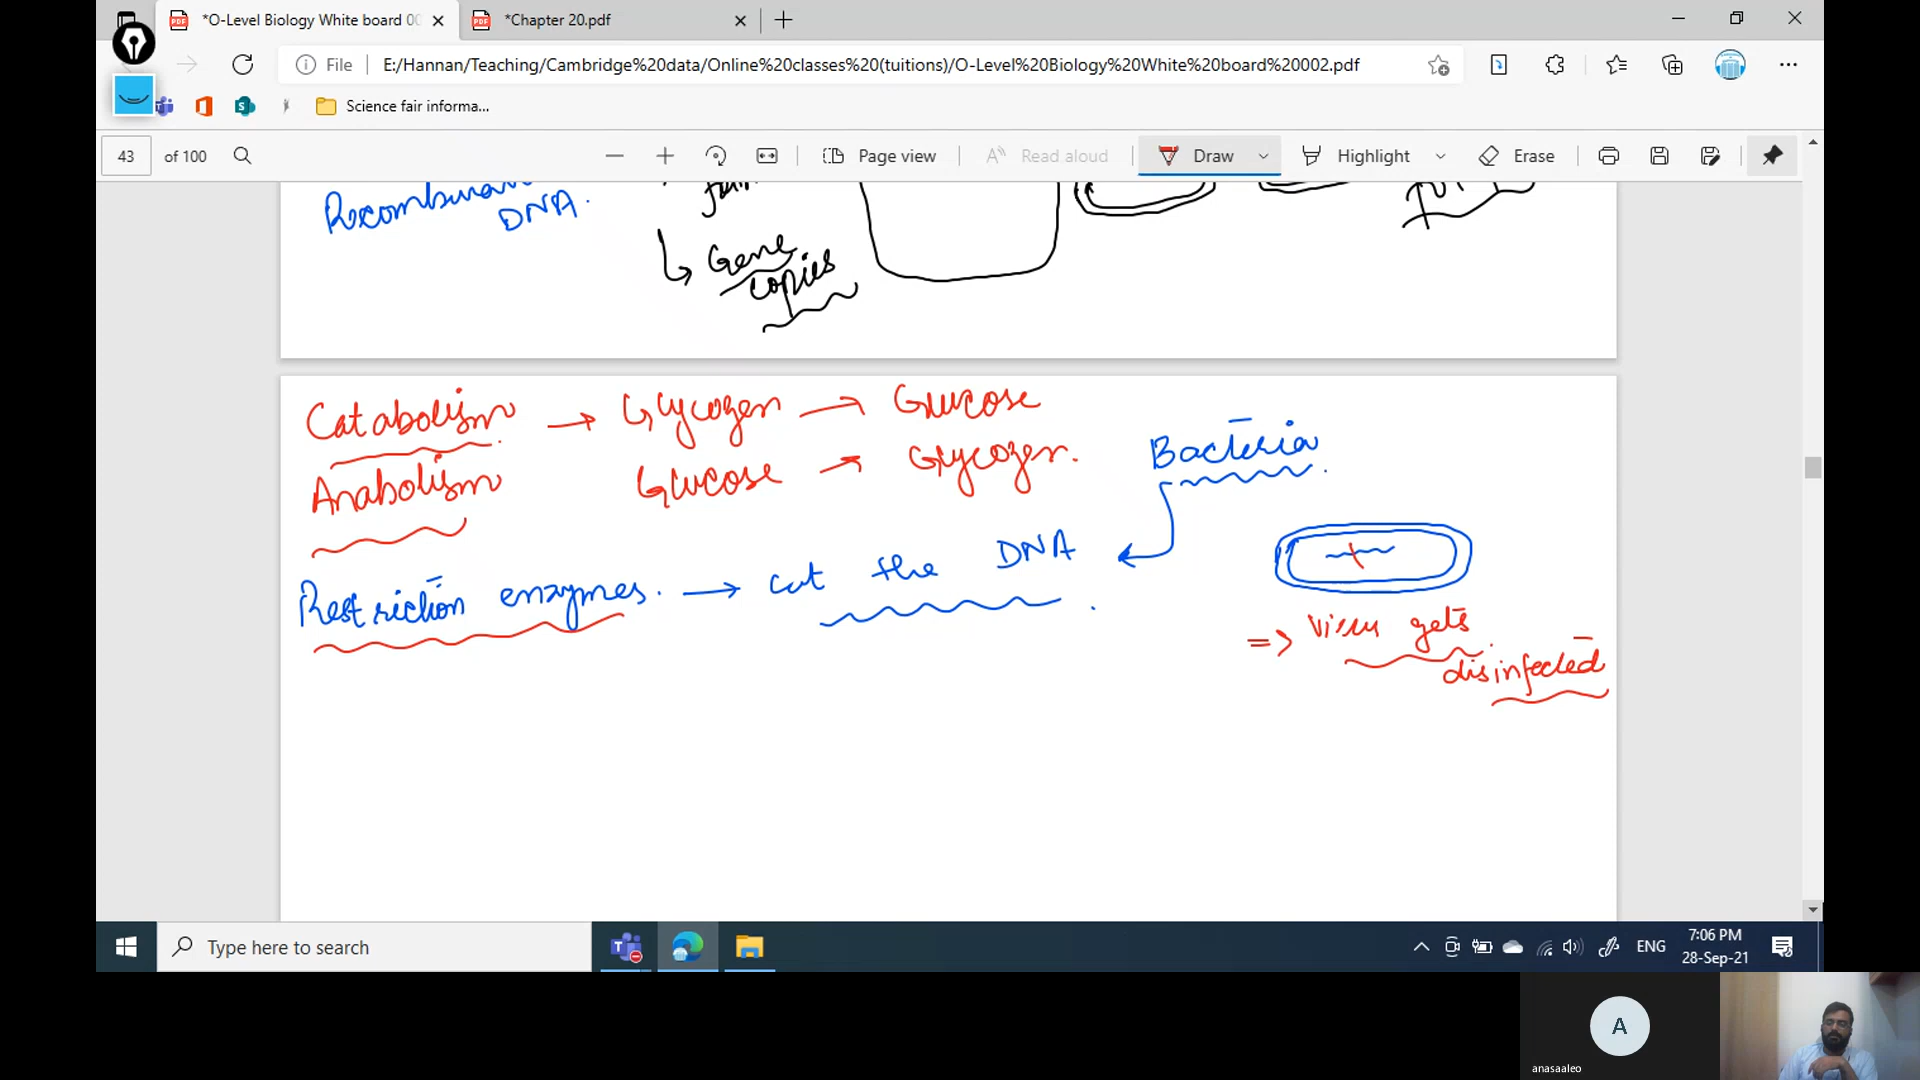 *O-Level Biology White board 00
*Chapter 20.pdf
File
E:/Hannan/Teaching/Cambridge%20data/Online%20classes%20(tuitions)/O-Level%20Biology%20White%20board%20002.pdf
Science fair informa...
43 of 100
Page view
Read aloud
Draw
Highlight
Erase
DNA.
Gene
copies
Catabolism → Glycogen → Glucose
Anabolism Glucose → Glycogen.
Bacteria
Restriction enzymes. → cut the DNA
=> Virus gets
disinfected
Type here to search
ENG
7:06 PM
28-Sep-21
A
anasaaleo